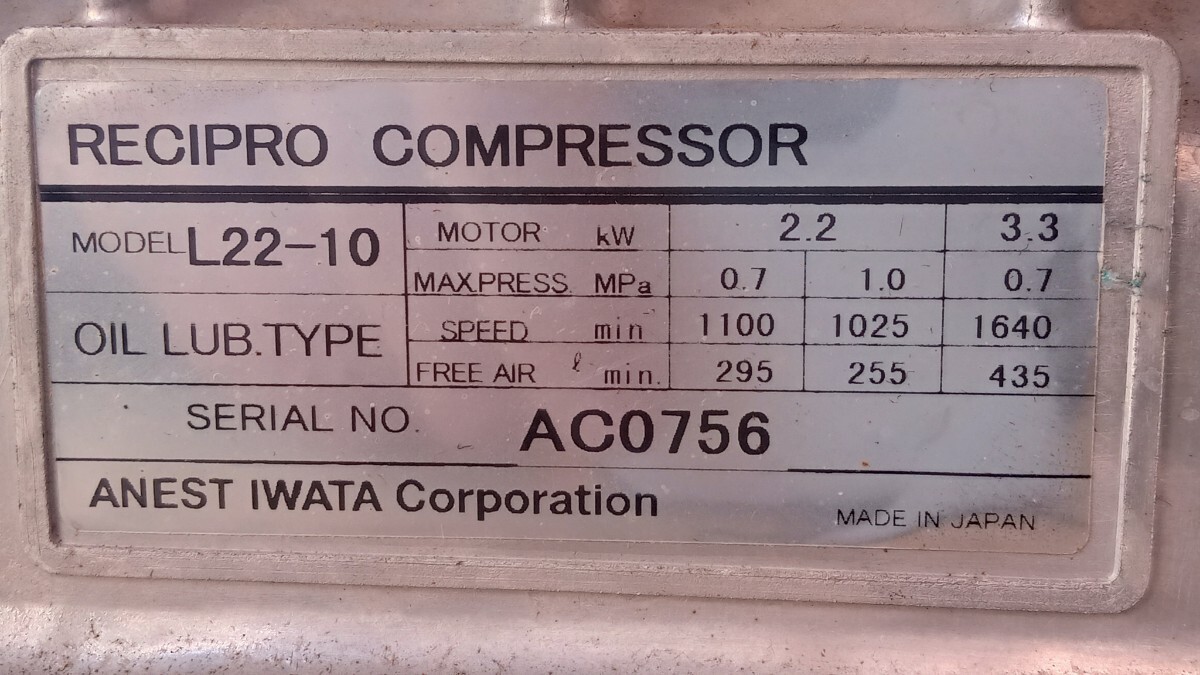 RECIPRO COMPRESSOR
MODEL L22-10
MOTOR kW 2.2 3.3
MAX.PRESS. MPa 0.7 1.0 0.7
OIL LUB.TYPE
SPEED min 1100 1025 1640
FREE AIR ℓ min. 295 255 435
SERIAL NO. AC0756
ANEST IWATA Corporation
MADE IN JAPAN